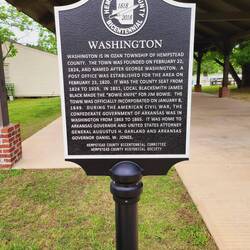 HEMPSTEAD COUNTY
1818
2018
BICENTENNIAL
WASHINGTON
WASHINGTON IS IN OZAN TOWNSHIP OF HEMPSTEAD
COUNTY. THE TOWN WAS FOUNDED ON FEBRUARY 22,
1824, AND NAMED AFTER GEORGE WASHINGTON. A
POST OFFICE WAS ESTABLISHED FOR THE AREA ON
FEBRUARY 23, 1820. IT WAS THE COUNTY SEAT FROM
1824 TO 1939. IN 1831, LOCAL BLACKSMITH JAMES
BLACK MADE THE "BOWIE KNIFE" FOR JIM BOWIE. THE
TOWN WAS OFFICIALLY INCORPORATED ON JANUARY 8,
1849. DURING THE AMERICAN CIVIL WAR, THE
CONFEDERATE GOVERNMENT OF ARKANSAS WAS IN
WASHINGTON FROM 1863 TO 1865. IT WAS HOME TO
ARKANSAS GOVERNOR AND UNITED STATES ATTORNEY
GENERAL AUGUSTUS H. GARLAND AND ARKANSAS
GOVERNOR DANIEL W. JONES.
HEMPSTEAD COUNTY BICENTENNIAL COMMITTEE
HEMPSTEAD COUNTY HISTORICAL SOCIETY